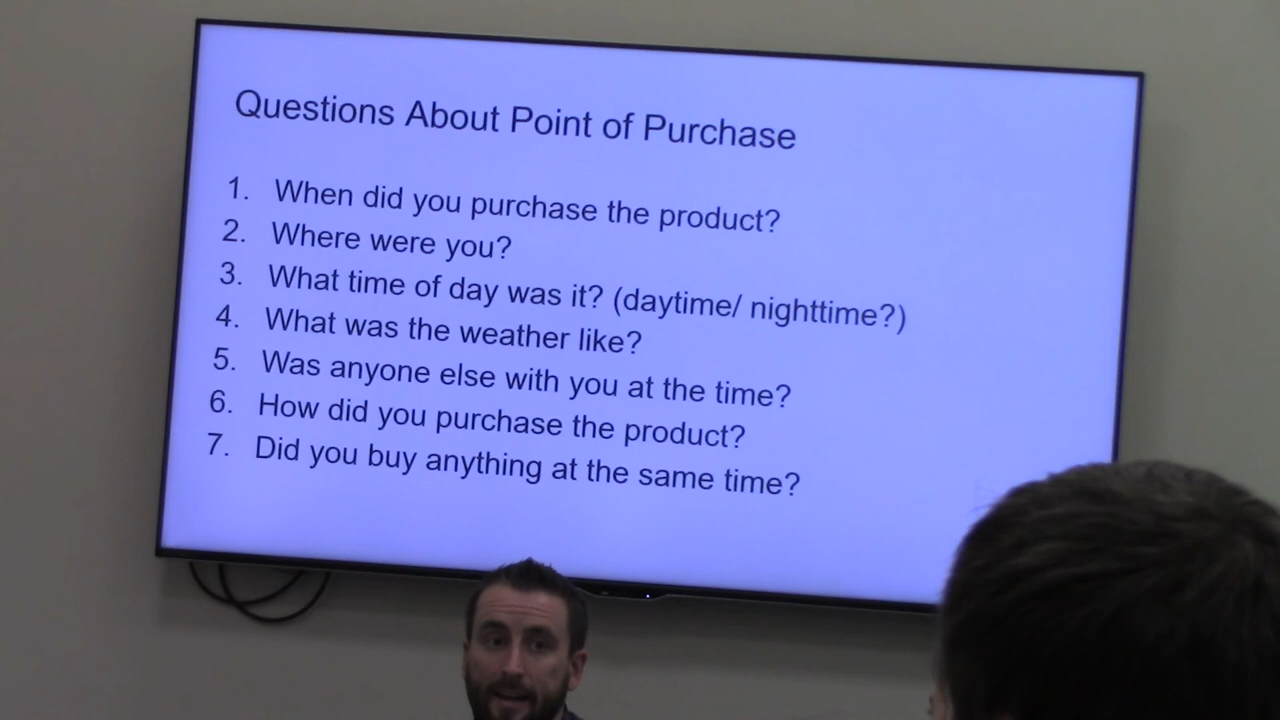 Questions About Point of Purchase
1. When did you purchase the product?
2. Where were you?
3. What time of day was it? (daytime/ nighttime?)
4. What was the weather like?
5. Was anyone else with you at the time?
6. How did you purchase the product?
7. Did you buy anything at the same time?